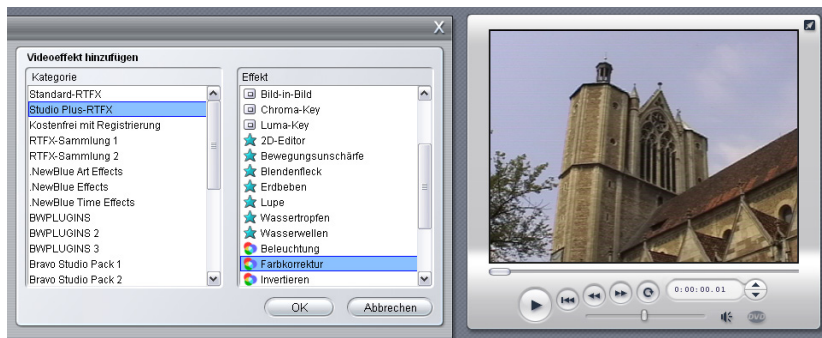 X
Videoeffekt hinzufügen
Kategorie
Standard-RTFX
Studio Plus-RTFX
Kostenfrei mit Registrierung
RTFX-Sammlung 1
RTFX-Sammlung 2
.NewBlue Art Effects
.NewBlue Effects
.NewBlue Time Effects
BWPLUGINS
BWPLUGINS 2
BWPLUGINS 3
Bravo Studio Pack 1
Bravo Studio Pack 2
Effekt
Bild-in-Bild
Chroma-Key
Luma-Key
2D-Editor
Bewegungsunschärfe
Blendenfleck
Erdbeben
Lupe
Wassertropfen
Wasserwellen
Beleuchtung
Farbkorrektur
Invertieren
OK
Abbrechen
0:00:00.01
DVD